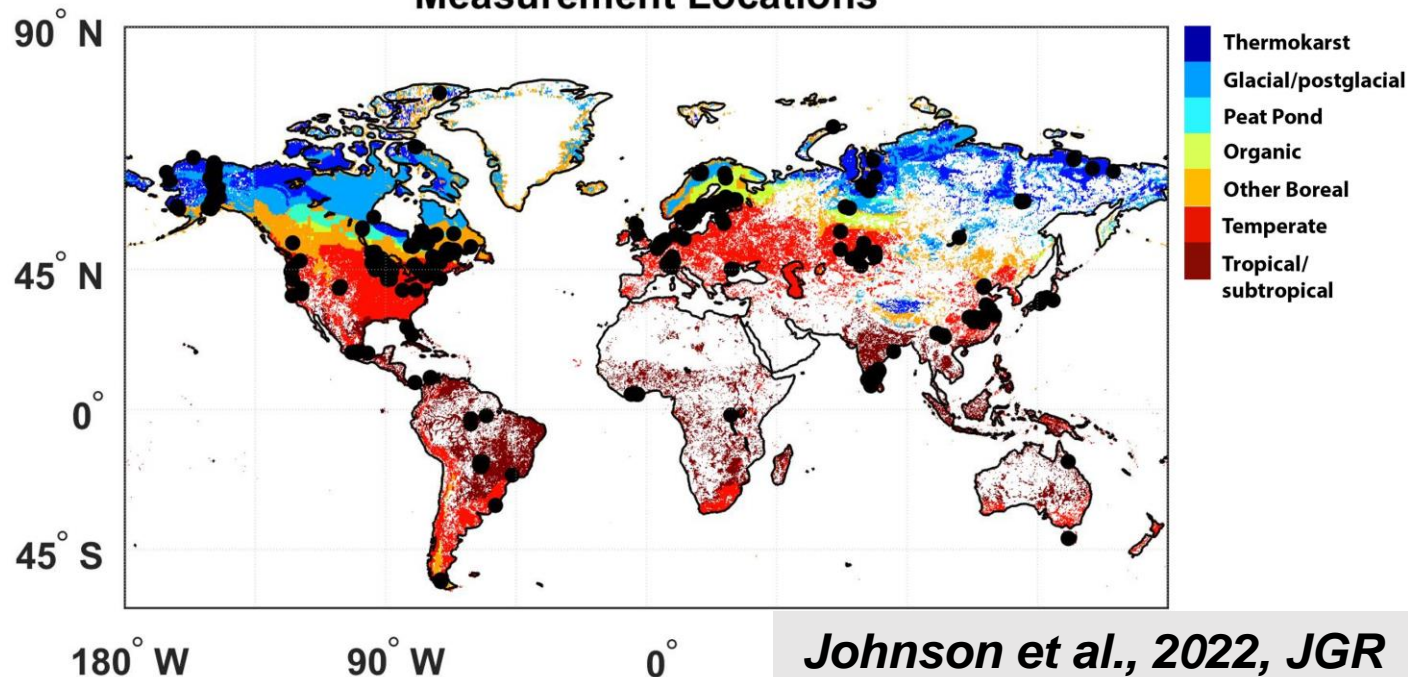 Measurement Locations
90° N
45° N
0°
45° S
180° W
90° W
0°
Thermokarst
Glacial/postglacial
Peat Pond
Organic
Other Boreal
Temperate
Tropical/
subtropical
Johnson et al., 2022, JGR